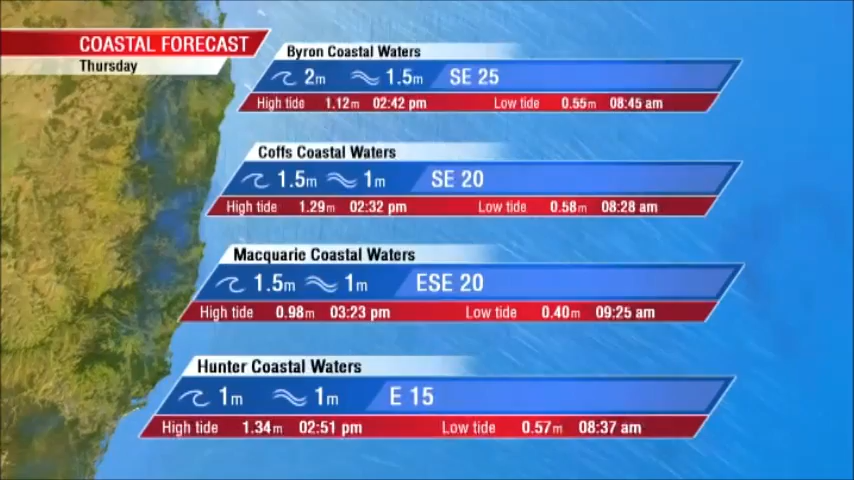 COASTAL FORECAST
Thursday
Byron Coastal Waters
2m 1.5m SE 25
High tide 1.12m 02:42 pm Low tide 0.55m 08:45 am
Coffs Coastal Waters
1.5m 1m SE 20
High tide 1.29m 02:32 pm Low tide 0.58m 08:28 am
Macquarie Coastal Waters
1.5m 1m ESE 20
High tide 0.98m 03:23 pm Low tide 0.40m 09:25 am
Hunter Coastal Waters
1m 1m E 15
High tide 1.34m 02:51 pm Low tide 0.57m 08:37 am